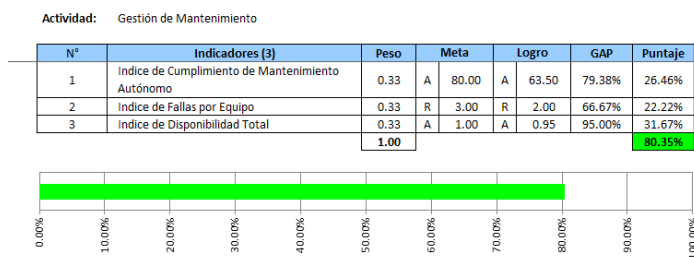 Actividad: Gestión de Mantenimiento
N° Indicadores (3) Peso Meta Logro GAP Puntaje
1 Indice de Cumplimiento de Mantenimiento Autónomo 0.33 A 80.00 A 63.50 79.38% 26.46%
2 Indice de Fallas por Equipo 0.33 R 3.00 R 2.00 66.67% 22.22%
3 Indice de Disponibilidad Total 0.33 A 1.00 A 0.95 95.00% 31.67%
1.00 80.35%
0.00% 10.00% 20.00% 30.00% 40.00% 50.00% 60.00% 70.00% 80.00% 90.00% 100.00%